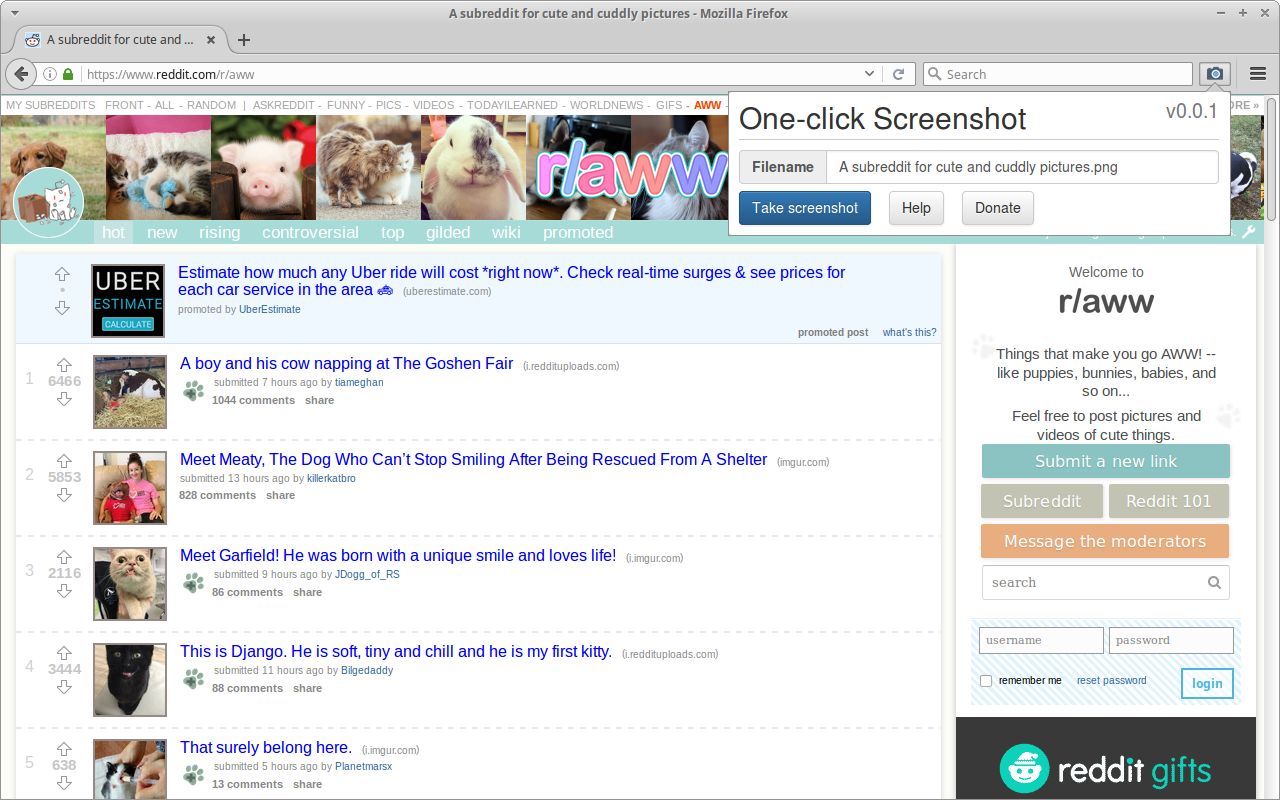 A subreddit for cute and cuddly pictures - Mozilla Firefox
A subreddit for cute and ...
https://www.reddit.com/r/aww
Search
MY SUBREDDITS FRONT - ALL - RANDOM | ASKREDDIT - FUNNY - PICS - VIDEOS - TODAYILEARNED - WORLDNEWS - GIFS - AWW -
One-click Screenshot
v0.0.1
Filename A subreddit for cute and cuddly pictures.png
Take screenshot Help Donate
r/aww
hot new rising controversial top gilded wiki promoted
UBER
ESTIMATE
CALCULATE
Estimate how much any Uber ride will cost *right now*. Check real-time surges & see prices for
each car service in the area (uberestimate.com)
promoted by UberEstimate
promoted post what's this?
1
6466
A boy and his cow napping at The Goshen Fair (i.reddituploads.com)
submitted 7 hours ago by tiameghan
1044 comments share
2
5853
Meet Meaty, The Dog Who Can't Stop Smiling After Being Rescued From A Shelter (imgur.com)
submitted 13 hours ago by killerkatbro
828 comments share
3
2116
Meet Garfield! He was born with a unique smile and loves life! (i.imgur.com)
submitted 9 hours ago by JDogg_of_RS
86 comments share
4
3444
This is Django. He is soft, tiny and chill and he is my first kitty. (i.reddituploads.com)
submitted 11 hours ago by Bilgedaddy
88 comments share
5
638
That surely belong here. (i.imgur.com)
submitted 5 hours ago by Planetmarsx
13 comments share
Welcome to
r/aww
Things that make you go AWW! --
like puppies, bunnies, babies, and
so on...
Feel free to post pictures and
videos of cute things.
Submit a new link
Subreddit Reddit 101
Message the moderators
search
username password
remember me reset password login
reddit gifts